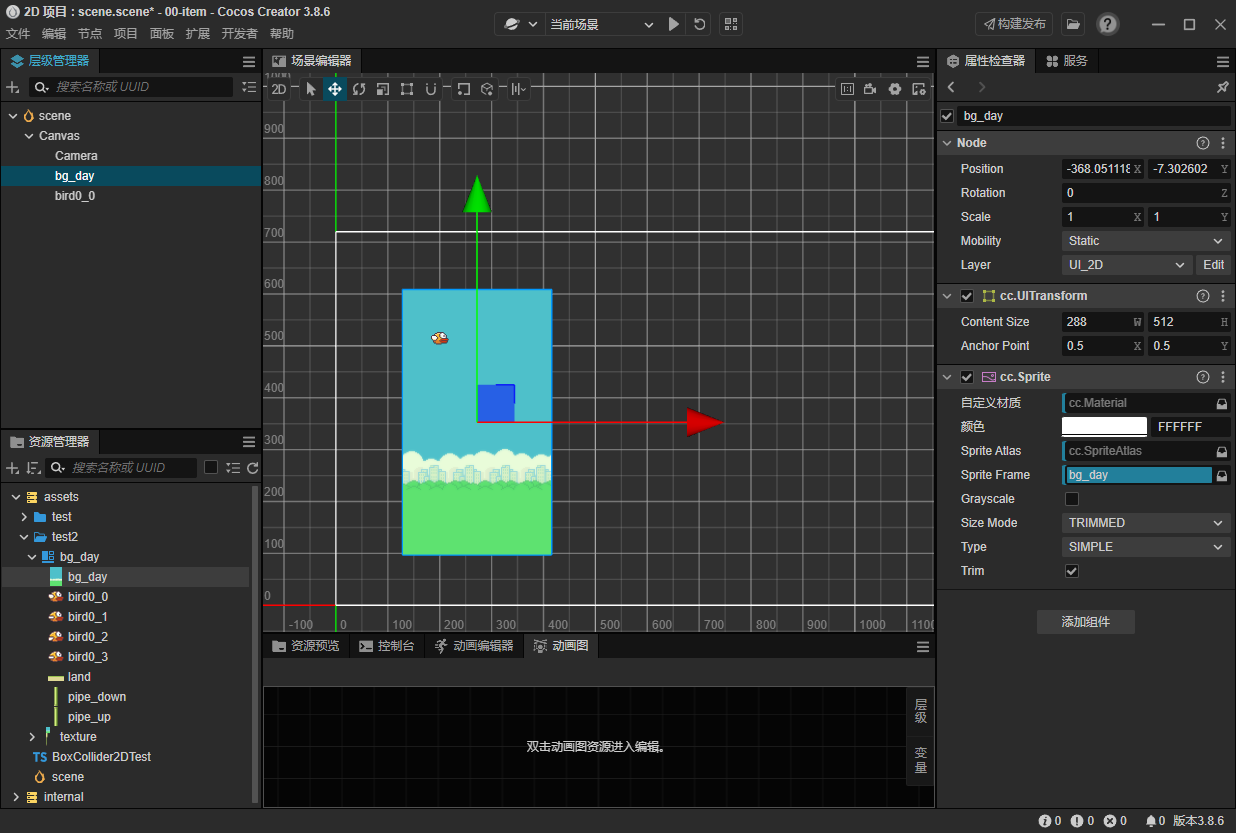 2D 项目 : scene.scene* - 00-item - Cocos Creator 3.8.6
文件 编辑 节点 项目 面板 扩展 开发者 帮助
当前场景
构建发布
层级管理器
搜索名称或 UUID
scene
Canvas
Camera
bg_day
bird0_0
资源管理器
搜索名称或 UUID
assets
test
test2
bg_day
bg_day
bird0_0
bird0_1
bird0_2
bird0_3
land
pipe_down
pipe_up
texture
TS BoxCollider2DTest
scene
internal
场景编辑器
2D
1000
900
800
700
600
500
400
300
200
100
0
-100 0 100 200 300 400 500 600 700 800 900 1000 1100
资源预览 控制台 动画编辑器 动画图
双击动画图资源进入编辑。
层级
变量
属性检查器 服务
bg_day
Node
Position -368.051118 X -7.302602 Y
Rotation 0 Z
Scale 1 X 1 Y
Mobility Static
Layer UI_2D Edit
cc.UITransform
Content Size 288 W 512 H
Anchor Point 0.5 X 0.5 Y
cc.Sprite
自定义材质 cc.Material
颜色 FFFFFF
Sprite Atlas cc.SpriteAtlas
Sprite Frame bg_day
Grayscale
Size Mode TRIMMED
Type SIMPLE
Trim
添加组件
0 0 0 0 版本3.8.6